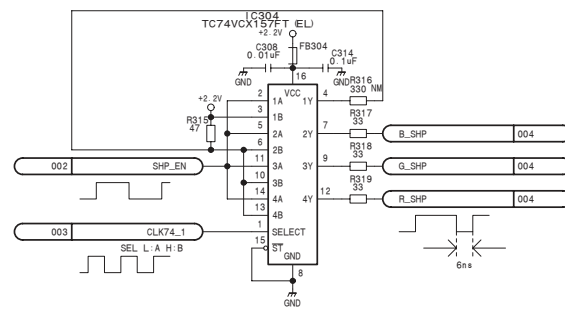 IC304
TC74VCX157FT (EL)
+2.2V
C308
0.01uF
FB304
C314
0.1uF
GND
GND
16
VCC
R316
330 NM
+2.2V
R315
47
2 1A 1Y 4
3 1B
R317
33
5 2A 2Y 7
B_SHP 004
6 2B
R318
33
002 SHP_EN
11 3A 3Y 9
G_SHP 004
10 3B
R319
33
14 4A 4Y 12
R_SHP 004
13 4B
003 CLK74_1
1 SELECT
SEL L:A H:B
15 ST
GND
8
6ns
GND